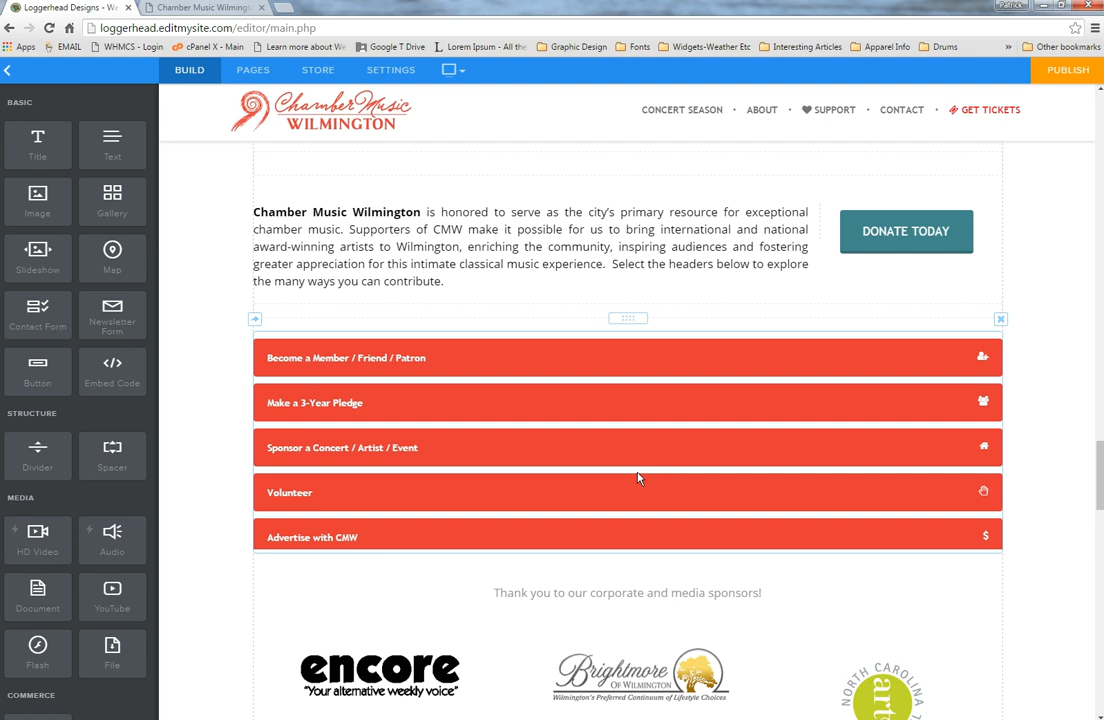 Loggerhead Designs - We
Chamber Music Wilmingt
Patrick
loggerhead.editmysite.com/editor/main.php
Apps
EMAIL
WHMCS - Login
cPanel X - Main
Learn more about We
Google T Drive
Lorem Ipsum - All the
Graphic Design
Fonts
Widgets-Weather Etc
Interesting Articles
Apparel Info
Drums
»
Other bookmarks
BUILD
PAGES
STORE
SETTINGS
PUBLISH
BASIC
Title
Text
Image
Gallery
Slideshow
Map
Contact Form
Newsletter
Form
Button
Embed Code
STRUCTURE
Divider
Spacer
MEDIA
HD Video
Audio
Document
YouTube
Flash
File
COMMERCE
Chamber Music
WILMINGTON
CONCERT SEASON • ABOUT • SUPPORT • CONTACT • GET TICKETS
Chamber Music Wilmington is honored to serve as the city's primary resource for exceptional
chamber music. Supporters of CMW make it possible for us to bring international and national
award-winning artists to Wilmington, enriching the community, inspiring audiences and fostering
greater appreciation for this intimate classical music experience. Select the headers below to explore
the many ways you can contribute.
DONATE TODAY
Become a Member / Friend / Patron
Make a 3-Year Pledge
Sponsor a Concert / Artist / Event
Volunteer
Advertise with CMW
$
Thank you to our corporate and media sponsors!
encore
"Your alternative weekly voice"
Brightmore
OF WILMINGTON
Wilmington's Preferred Continuum of Lifestyle Choices
NORTH CAROLINA
arts